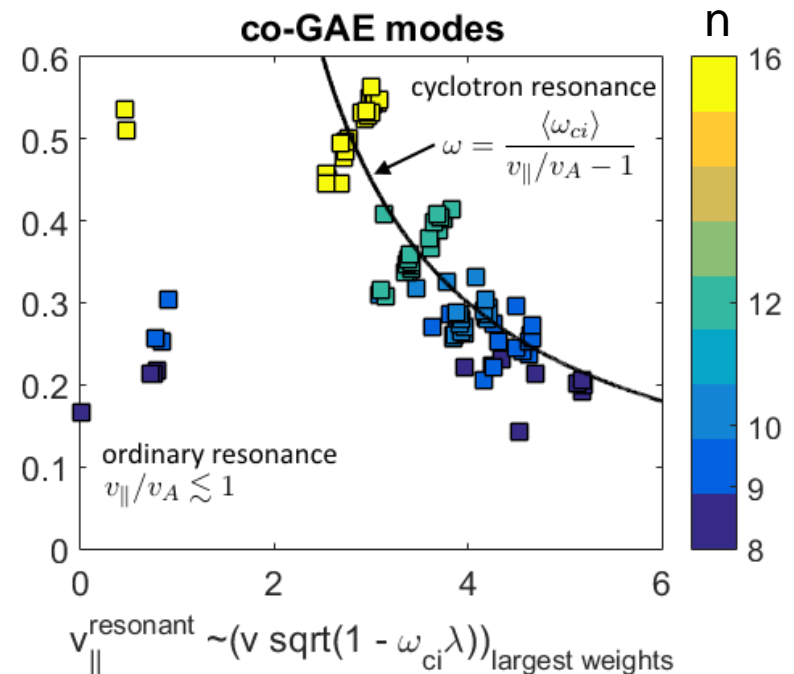 co-GAE modes
n
0.6
0.5
0.4
0.3
0.2
0.1
0
cyclotron resonance
ω = ⟨ω_ci⟩ / (v_∥/v_A − 1)
ordinary resonance
v_∥/v_A ≲ 1
0 2 4 6
v_∥^resonant ~(v sqrt(1 - ω_ci λ))_largest weights
16
12
10
9
8